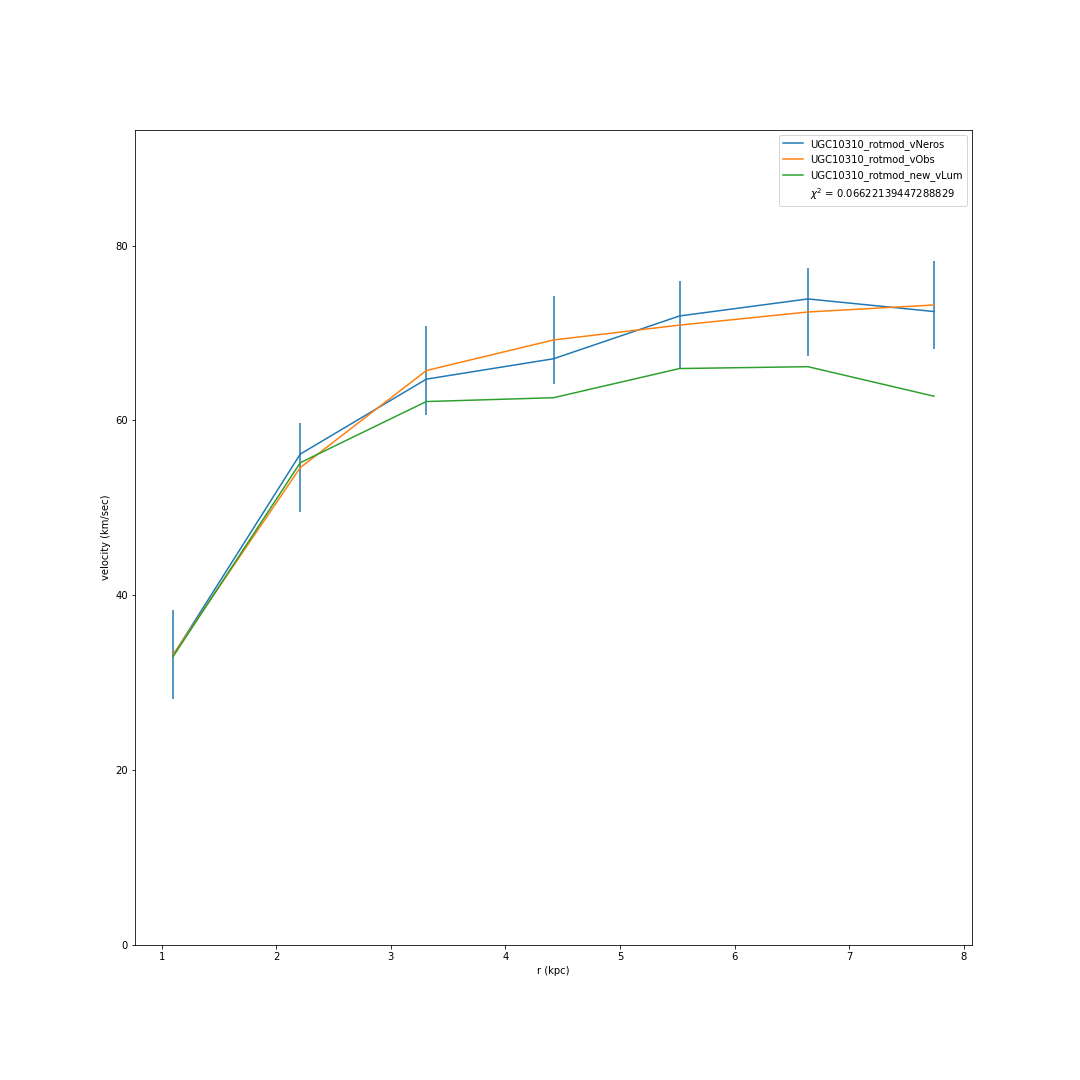 UGC10310_rotmod_vNeros
UGC10310_rotmod_vObs
UGC10310_rotmod_new_vLum
χ² = 0.06622139447288829
80
60
40
20
0
velocity (km/sec)
1 2 3 4 5 6 7 8
r (kpc)